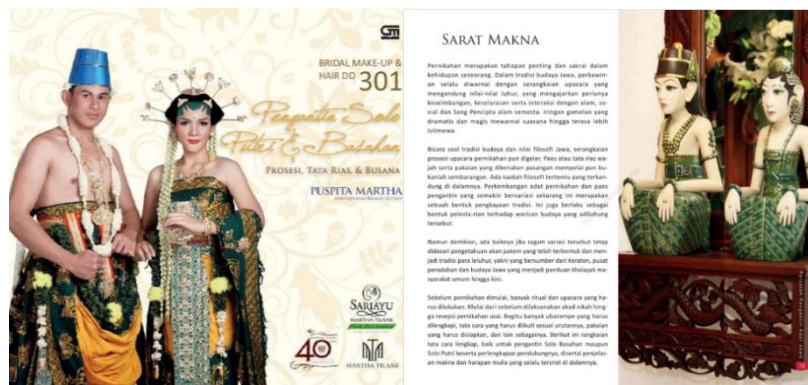 BRIDAL MAKE-UP &
HAIR DO 301
Pengantin Solo
Putri & Basahan
PROSESI, TATA RIAS, & BUSANA
PUSPITA MARTHA
International Beauty School
SARIAYU
MARTHA TILAAR
40
MARTHA TILAAR
SARAT MAKNA
Pernikahan merupakan tahapan penting dan sakral dalam
kehidupan seseorang. Dalam tradisi budaya Jawa, perkawin-
an selalu diwarnai dengan serangkaian upacara yang
mengandung nilai-nilai luhur, yang mengajarkan perlunya
keseimbangan, keselarasan serta interaksi dengan alam, so-
sial dan Sang Pencipta alam semesta. Iringan gamelan yang
dramatis dan magis mewarnai suasana hingga terasa lebih
istimewa.
Bicara soal tradisi budaya dan nilai filosofi Jawa, serangkaian
prosesi upacara pernikahan pun digelar. Paes atau tata rias wa-
jah serta pakaian yang dikenakan pasangan mempelai pun bu-
kanlah sembarangan. Ada kaidah filosofi tertentu yang terkan-
dung di dalamnya. Perkembangan adat pernikahan dan paes
pengantin yang semakin bervariasi sekarang ini merupakan
sebuah bentuk pengkayaan tradisi. Ini juga berlaku sebagai
bentuk pelesta-rian terhadap warisan budaya yang adiluhung
tersebut.
Namun demikian, ada baiknya jika ragam variasi tersebut tetap
didasari pengetahuan akan pakem yang telah terbentuk dan men-
jadi tradisi para leluhur, yakni yang bersumber dari Keraton, pusat
peradaban dan budaya Jawa yang menjadi panduan khalayak ma-
syarakat umum hingga kini.
Sebelum pernikahan dimulai, banyak ritual dan upacara yang ha-
rus dilakukan. Mulai dari sebelum dilaksanakan akad nikah hing-
ga resepsi pernikahan usai. Begitu banyak ubarampe yang harus
dilengkapi, tata cara yang harus diikuti sesuai urutannya, pakaian
yang harus disiapkan, dan lain sebagainya. Berikut ini rangkaian
tata cara lengkap, baik untuk pengantin Solo Basahan maupun
Solo Putri beserta perlengkapan pendukungnya, disertai penjelas-
an makna dan harapan mulia yang selalu tersirat di dalamnya.